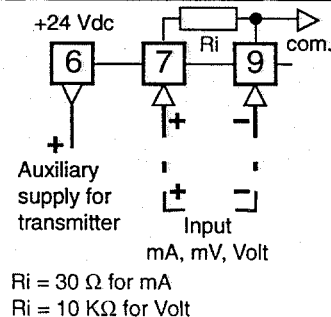 +24 Vdc
Ri
com.
6
7
9
+
+
-
Auxiliary
supply for
transmitter
+
-
Input
mA, mV, Volt
Ri = 30 Ω for mA
Ri = 10 KΩ for Volt